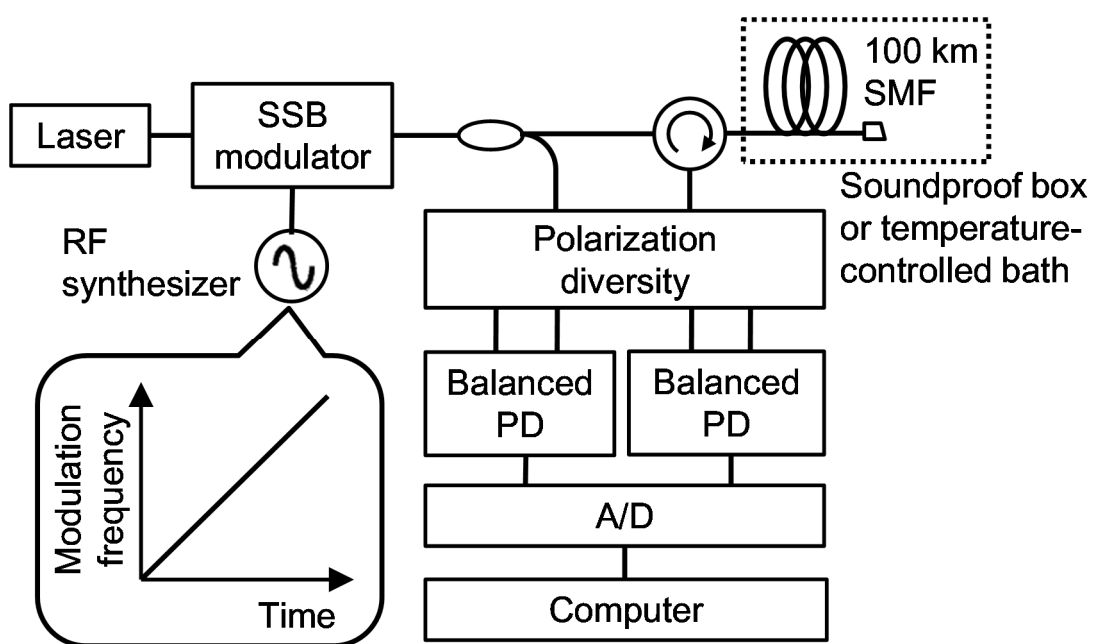 100 km
SMF
Laser
SSB
modulator
Soundproof box
or temperature-
controlled bath
RF
synthesizer
Polarization
diversity
Balanced
PD
Balanced
PD
Modulation
frequency
Time
A/D
Computer